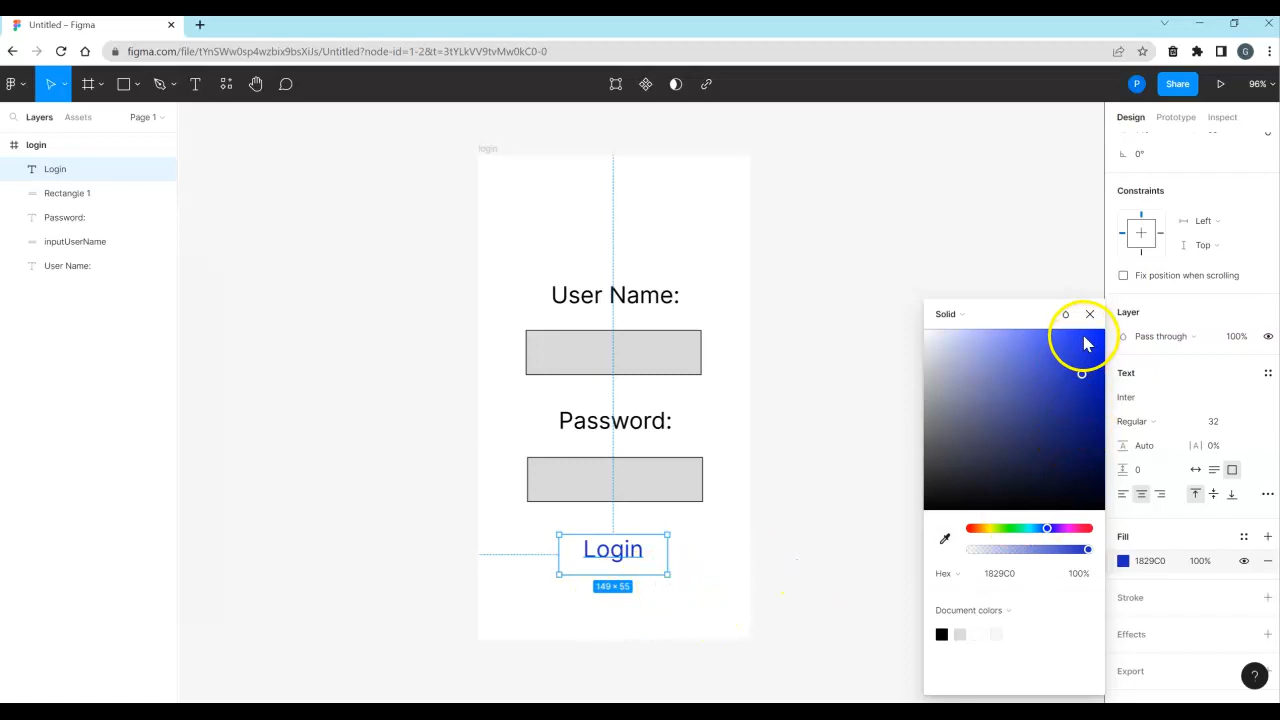 Untitled – Figma
figma.com/file/tYnSWw0sp4wzbix9bsXiJs/Untitled?node-id=1-2&t=3tYLkVV9tvMw0kC0-0
G
P
Share
96%
Layers
Assets
Page 1
Design
Prototype
Inspect
login
Login
Rectangle 1
Password:
inputUserName
User Name:
login
User Name:
Password:
Login
149 × 55
0°
Constraints
Left
Top
Fix position when scrolling
Layer
Pass through
100%
Text
Inter
Regular
32
Auto
|A|
0%
0
Fill
1829C0
100%
Stroke
Effects
Export
?
Solid
Hex
1829C0
100%
Document colors